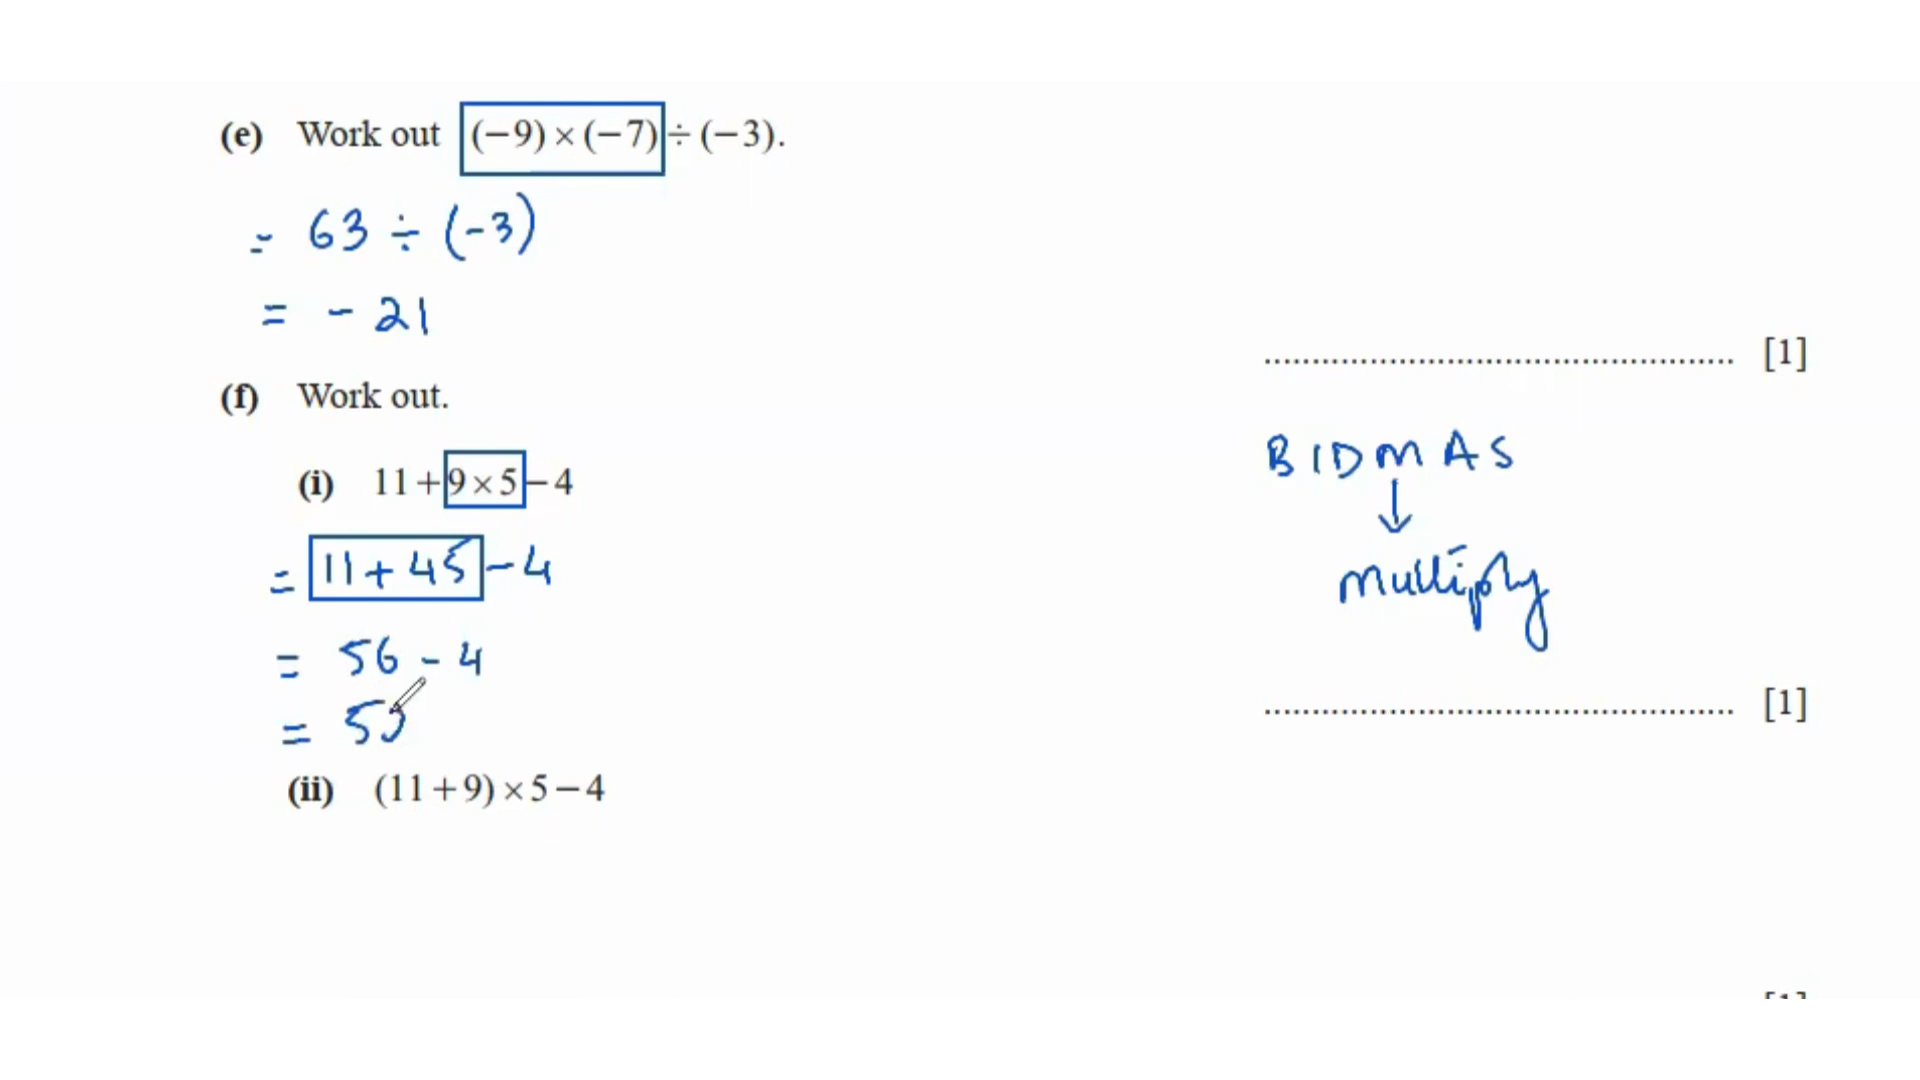 (e) Work out (−9) × (−7) ÷ (−3).
= 63 ÷ (-3)
= - 21
.................................................. [1]
(f) Work out.
BIDMAS
(i) 11 + 9 × 5 − 4
= 11 + 45 - 4
multiply
= 56 - 4
.................................................. [1]
= 5
(ii) (11 + 9) × 5 − 4